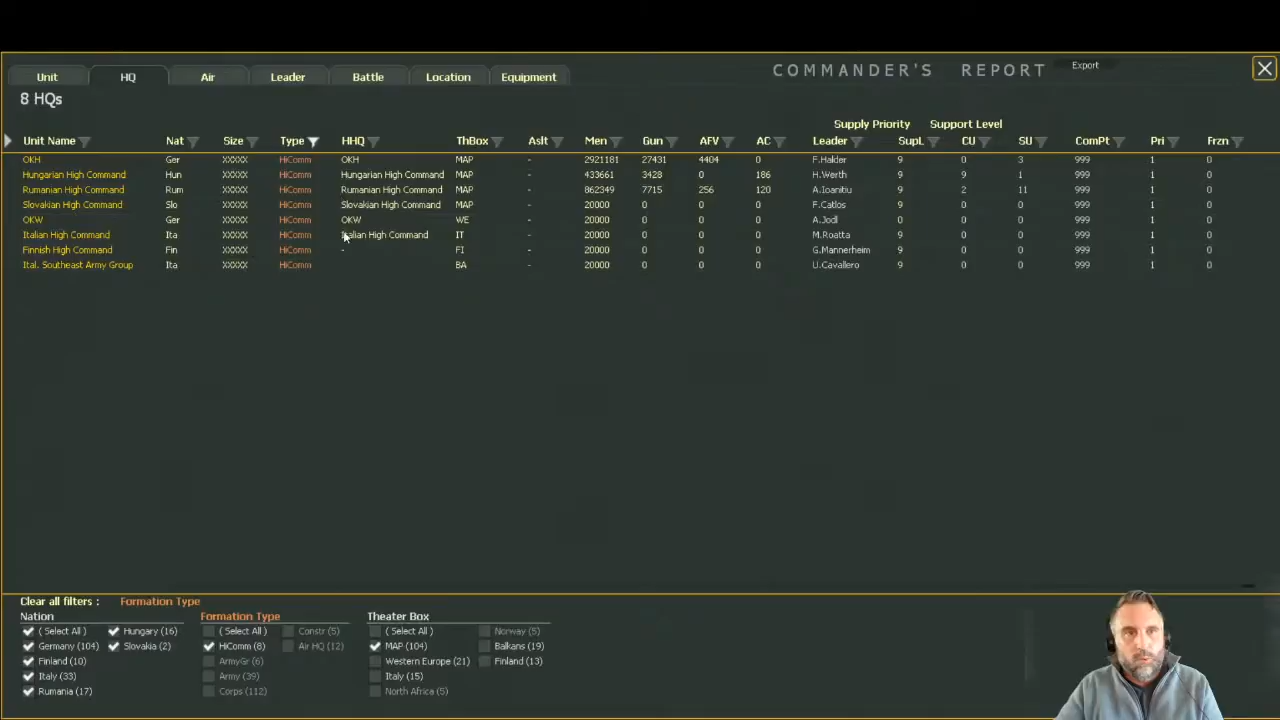 Unit HQ Air Leader Battle Location Equipment COMMANDER'S REPORT Export
8 HQs
Supply Priority Support Level
Unit Name Nat Size Type HHQ ThBox Aslt Men Gun AFV AC Leader SupL CU SU ComPt Pri Frzn
OKH Ger XXXXX HiComm OKH MAP - 2921181 27431 4404 0 F.Halder 9 0 3 999 1 0
Hungarian High Command Hun XXXXX HiComm Hungarian High Command MAP - 433661 3428 0 186 H.Werth 9 9 1 999 1 0
Rumanian High Command Rum XXXXX HiComm Rumanian High Command MAP - 862349 7715 256 120 A.Ioanitiu 9 2 11 999 1 0
Slovakian High Command Slo XXXXX HiComm Slovakian High Command MAP - 20000 0 0 0 F.Catlos 9 0 0 999 1 0
OKW Ger XXXXX HiComm OKW WE - 20000 0 0 0 A.Jodl 9 0 0 999 1 0
Italian High Command Ita XXXXX HiComm Italian High Command IT - 20000 0 0 0 M.Roatta 9 0 0 999 1 0
Finnish High Command Fin XXXXX HiComm - FI - 20000 0 0 0 G.Mannerheim 9 0 0 999 1 0
Ital. Southeast Army Group Ita XXXXX HiComm BA - 20000 0 0 0 U.Cavallero 9 0 0 999 1 0
Clear all filters : Formation Type
Nation Formation Type Theater Box
( Select All ) Hungary (16) ( Select All ) Constr (5) ( Select All ) Norway (5)
Germany (104) Slovakia (2) HiComm (8) Air HQ (12) MAP (104) Balkans (19)
Finland (10) ArmyGr (6) Western Europe (21) Finland (13)
Italy (33) Army (39) Italy (15)
Rumania (17) Corps (112) North Africa (5)